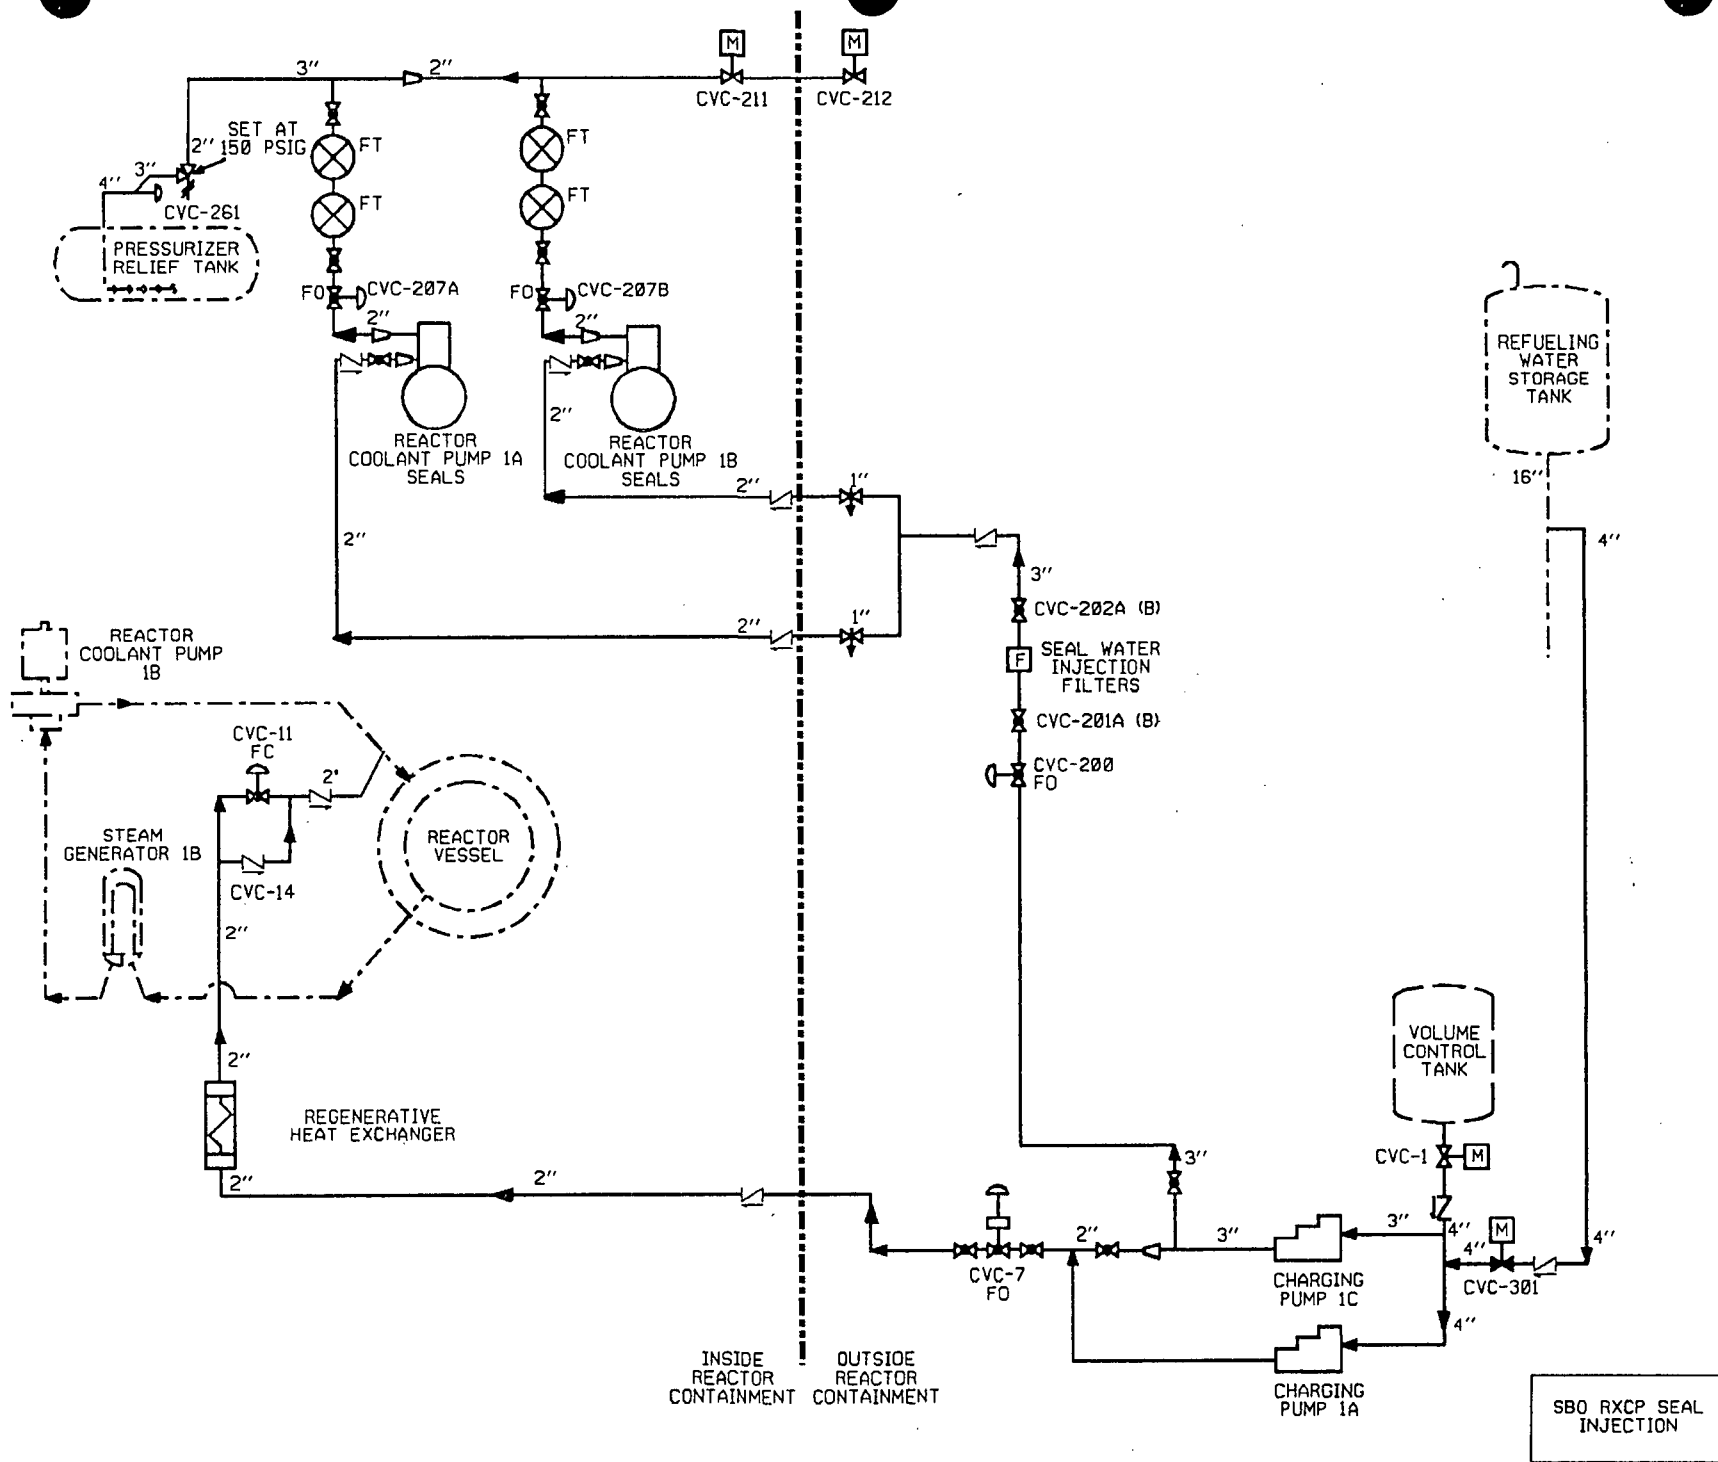 M
M
3''
2''
CVC-211
CVC-212
SET AT
150 PSIG
2''
3''
4''
CVC-261
FT
FT
FT
FT
PRESSURIZER
RELIEF TANK
FO
CVC-207A
FO
CVC-207B
2''
2''
REACTOR
COOLANT PUMP 1A
SEALS
REACTOR
COOLANT PUMP 1B
SEALS
2''
2''
1''
2''
2''
1''
REFUELING
WATER
STORAGE
TANK
16''
4''
3''
CVC-202A (B)
F
SEAL WATER
INJECTION
FILTERS
CVC-201A (B)
CVC-200
FO
REACTOR
COOLANT PUMP
1B
CVC-11
FC
2'
STEAM
GENERATOR 1B
CVC-14
REACTOR
VESSEL
2''
2''
REGENERATIVE
HEAT EXCHANGER
2''
2''
VOLUME
CONTROL
TANK
CVC-1
M
3''
2''
3''
3''
4''
M
4''
4''
CVC-7
FO
CHARGING
PUMP 1C
CVC-301
4''
INSIDE
REACTOR
CONTAINMENT
OUTSIDE
REACTOR
CONTAINMENT
CHARGING
PUMP 1A
SBO RXCP SEAL
INJECTION